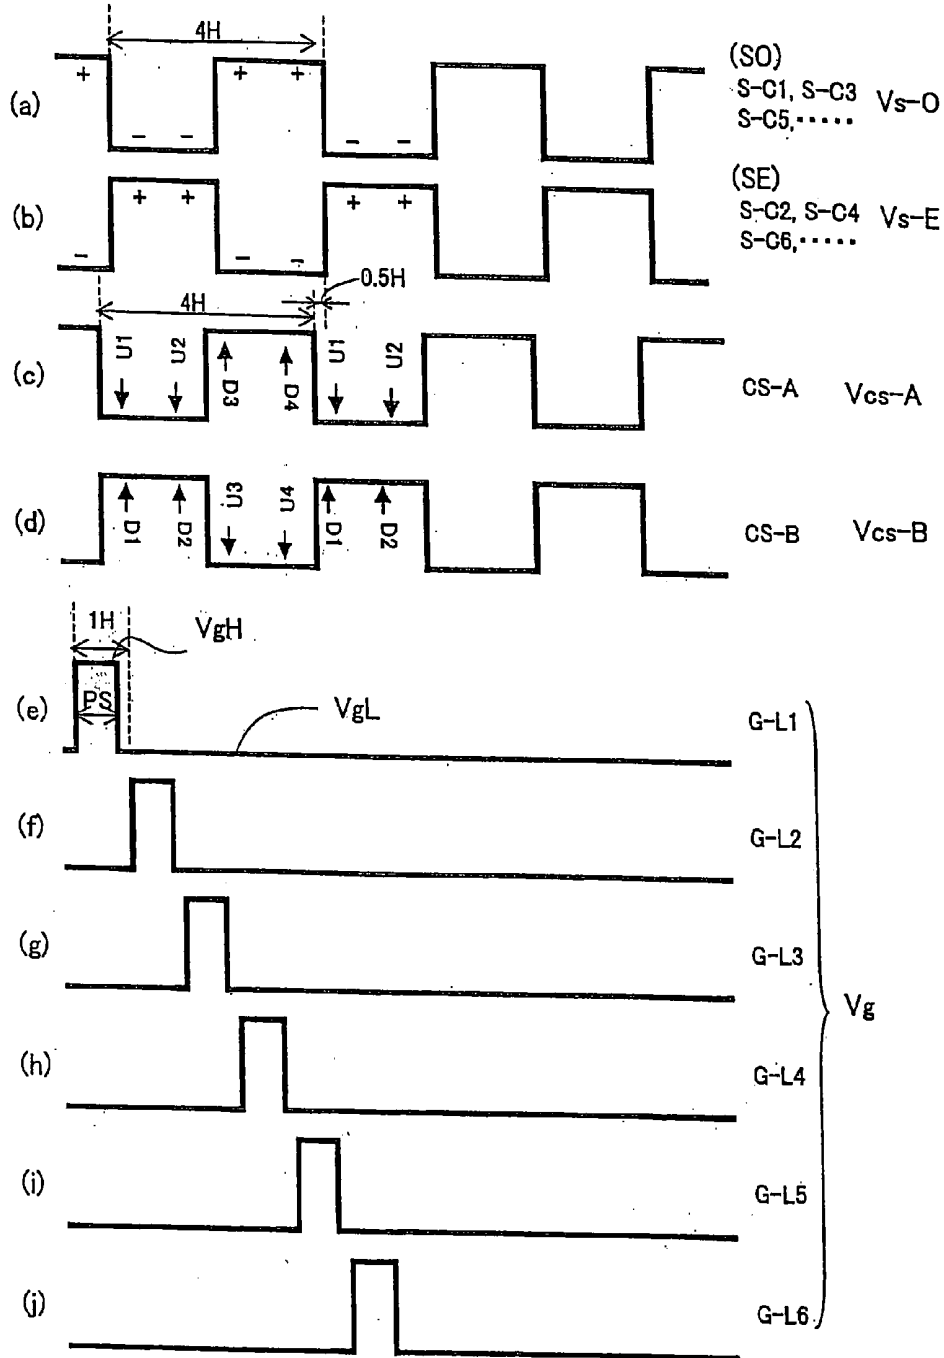 4H
(SO)
(a) + + + S-C1, S-C3 Vs-O
− − − − S-C5, ·····
(SE)
(b) + + + + S-C2, S-C4 Vs-E
− − − S-C6, ·····
4H 0.5H
(c) U1 U2 D3 D4 U1 U2 CS-A Vcs-A
(d) D1 D2 U3 U4 D1 D2 CS-B Vcs-B
1H VgH
(e) PS VgL G-L1
(f) G-L2
(g) G-L3
Vg
(h) G-L4
(i) G-L5
(j) G-L6